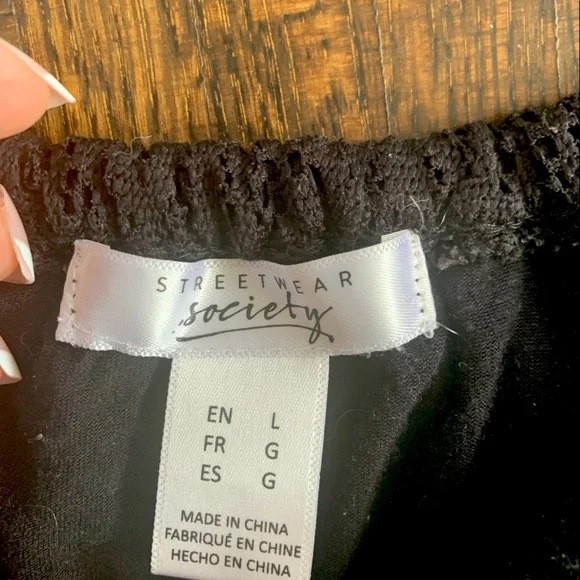 STREETWEAR
society
EN L
FR G
ES G
MADE IN CHINA
FABRIQUÉ EN CHINE
HECHO EN CHINA